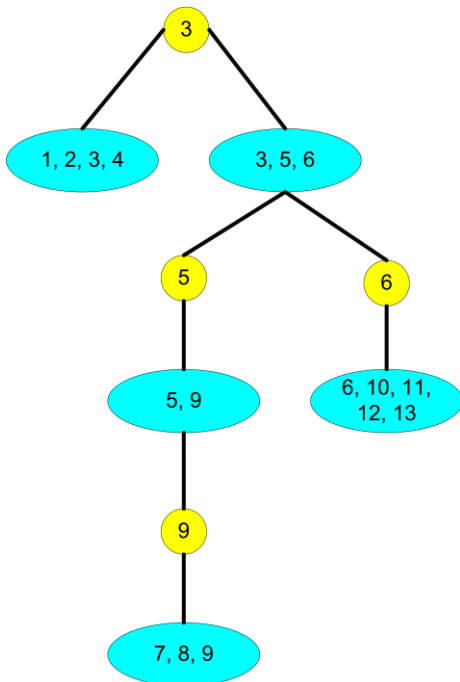 3
1, 2, 3, 4
3, 5, 6
5
6
5, 9
6, 10, 11,
12, 13
9
7, 8, 9